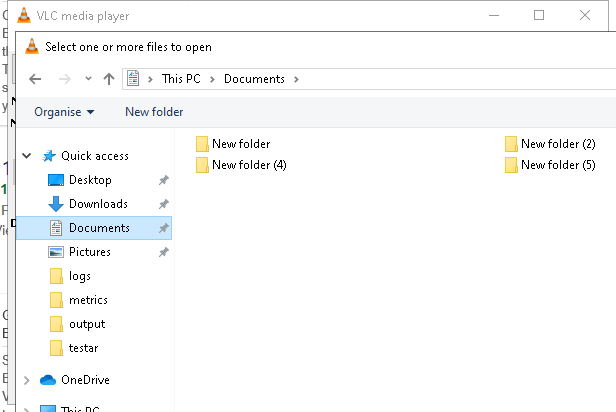 VLC media player
Select one or more files to open
This PC > Documents >
Organise New folder
Quick access
Desktop
Downloads
Documents
Pictures
logs
metrics
output
testar
OneDrive
This PC
New folder
New folder (2)
New folder (4)
New folder (5)